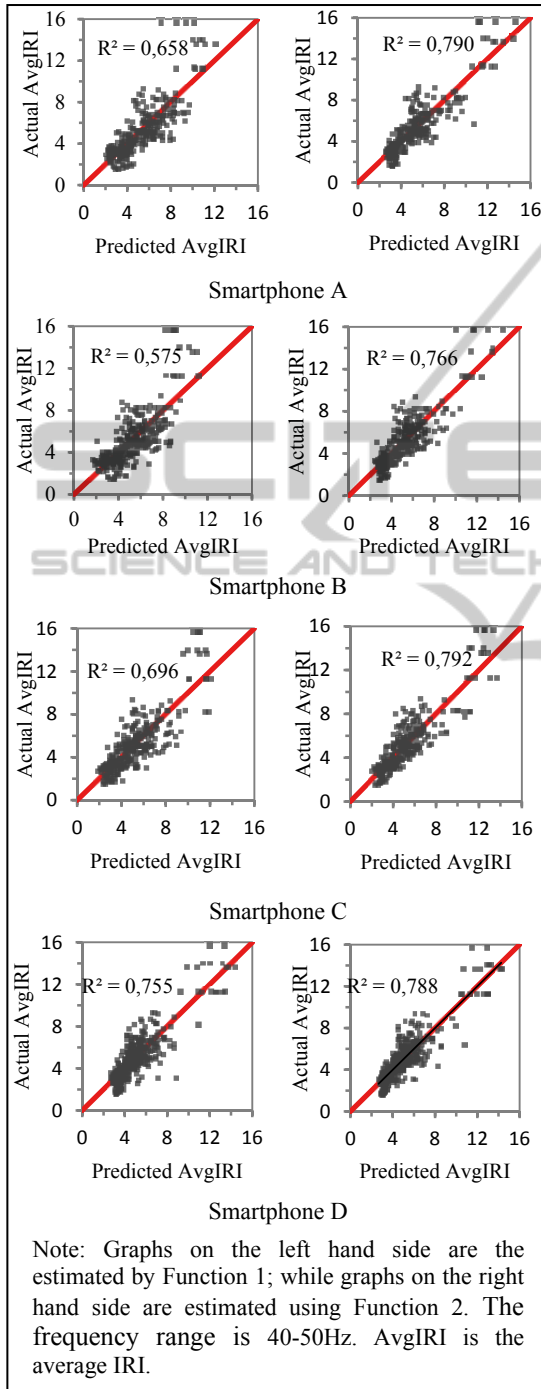 16
12
8
4
0
Actual AvgIRI
R² = 0,658
0 4 8 12 16
Predicted AvgIRI
16
12
8
4
0
Actual AvgIRI
R² = 0,790
0 4 8 12 16
Predicted AvgIRI
Smartphone A
16
12
8
4
0
Actual AvgIRI
R² = 0,575
0 4 8 12 16
Predicted AvgIRI
16
12
8
4
0
Actual AvgIRI
R² = 0,766
0 4 8 12 16
Predicted AvgIRI
SCIENCE AND TECH
Smartphone B
16
12
8
4
0
Actual AvgIRI
R² = 0,696
0 4 8 12 16
Predicted AvgIRI
16
12
8
4
0
Actual AvgIRI
R² = 0,792
0 4 8 12 16
Predicted AvgIRI
Smartphone C
16
12
8
4
0
Actual AvgIRI
R² = 0,755
0 4 8 12 16
Predicted AvgIRI
16
12
8
4
0
Actual AvgIRI
R² = 0,788
0 4 8 12 16
Predicted AvgIRI
Smartphone D
Note: Graphs on the left hand side are the
estimated by Function 1; while graphs on the right
hand side are estimated using Function 2. The
frequency range is 40-50Hz. AvgIRI is the
average IRI.